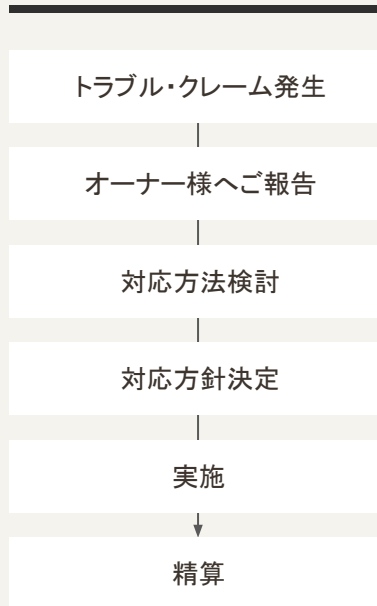 トラブル・クレーム発生
オーナー様へご報告
対応方法検討
対応方針決定
実施
精算